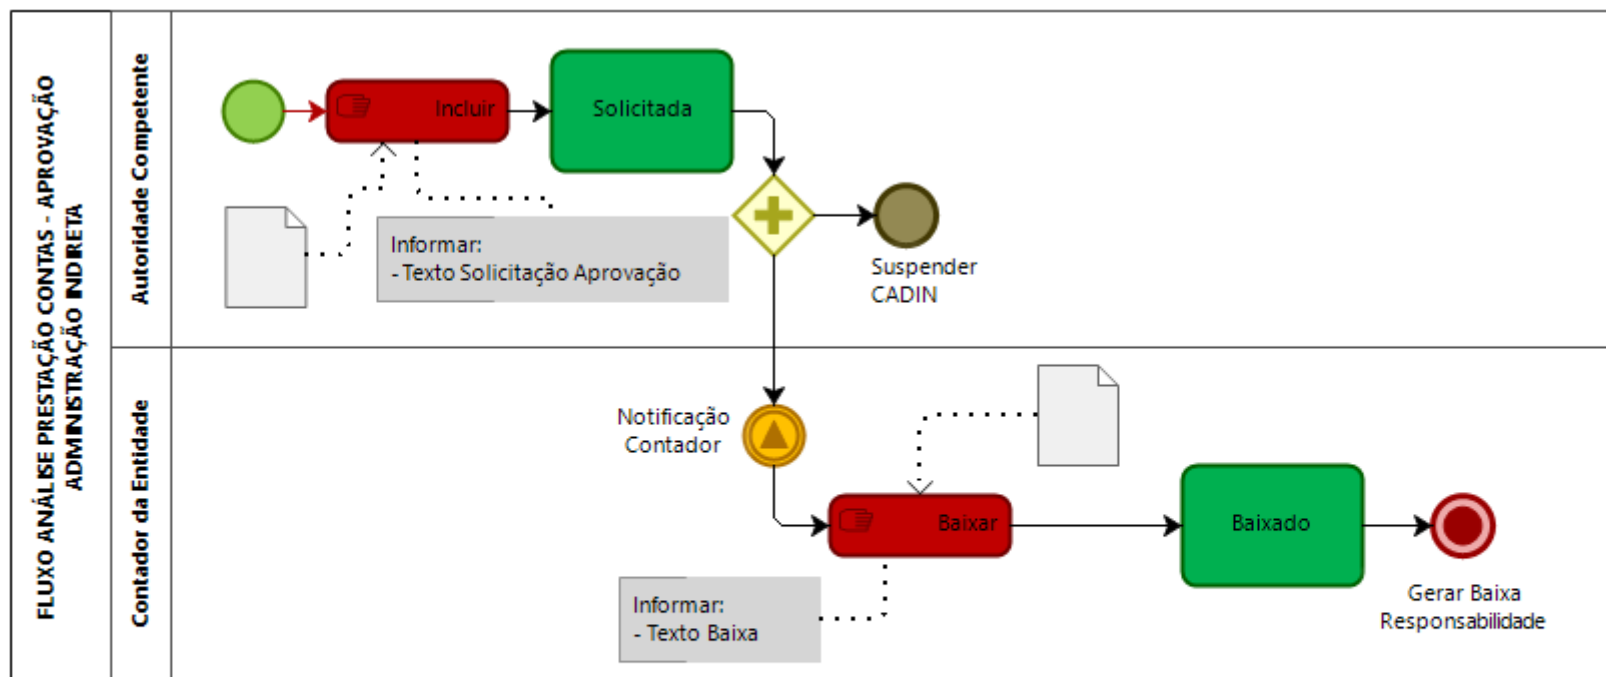 FLUXO ANÁLISE PRESTAÇÃO CONTAS - APROVAÇÃO
ADMINISTRAÇÃO INDIRETA
Autoridade Competente
Incluir
Solicitada
Informar:
- Texto Solicitação Aprovação
Suspender
CADIN
Contador da Entidade
Notificação
Contador
Baixar
Baixado
Informar:
- Texto Baixa
Gerar Baixa
Responsabilidade